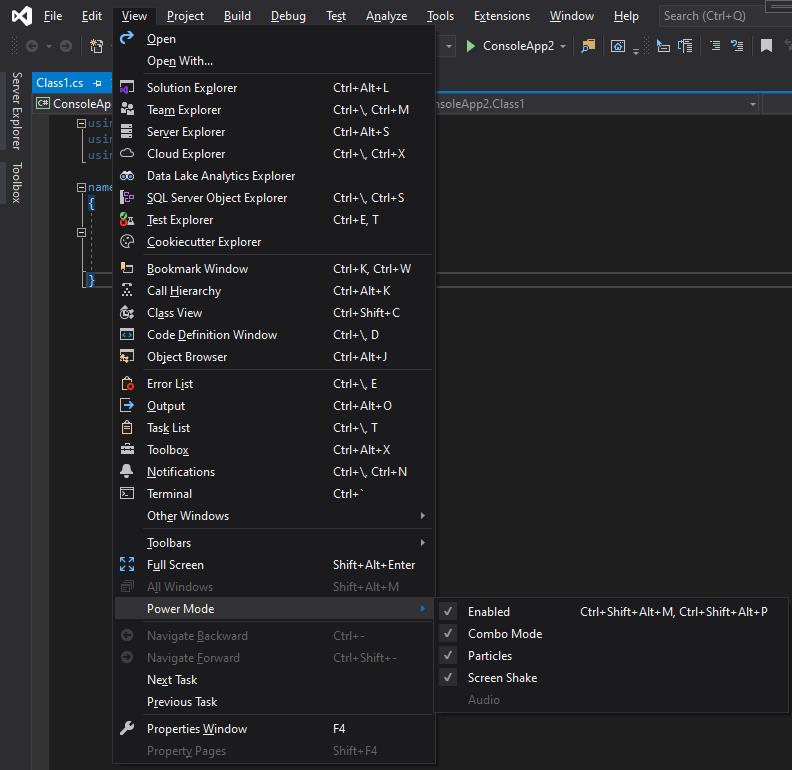 File Edit View Project Build Debug Test Analyze Tools Extensions Window Help Search (Ctrl+Q)
ConsoleApp2
Server Explorer
Toolbox
Class1.cs
C# ConsoleAp
nsoleApp2.Class1
usin
usin
usin
name
{
}
Open
Open With...
Solution Explorer Ctrl+Alt+L
Team Explorer Ctrl+\, Ctrl+M
Server Explorer Ctrl+Alt+S
Cloud Explorer Ctrl+\, Ctrl+X
Data Lake Analytics Explorer
SQL Server Object Explorer Ctrl+\, Ctrl+S
Test Explorer Ctrl+E, T
Cookiecutter Explorer
Bookmark Window Ctrl+K, Ctrl+W
Call Hierarchy Ctrl+Alt+K
Class View Ctrl+Shift+C
Code Definition Window Ctrl+\, D
Object Browser Ctrl+Alt+J
Error List Ctrl+\, E
Output Ctrl+Alt+O
Task List Ctrl+\, T
Toolbox Ctrl+Alt+X
Notifications Ctrl+\, Ctrl+N
Terminal Ctrl+`
Other Windows
Toolbars
Full Screen Shift+Alt+Enter
All Windows Shift+Alt+M
Power Mode
Navigate Backward Ctrl+-
Navigate Forward Ctrl+Shift+-
Next Task
Previous Task
Properties Window F4
Property Pages Shift+F4
Enabled Ctrl+Shift+Alt+M, Ctrl+Shift+Alt+P
Combo Mode
Particles
Screen Shake
Audio